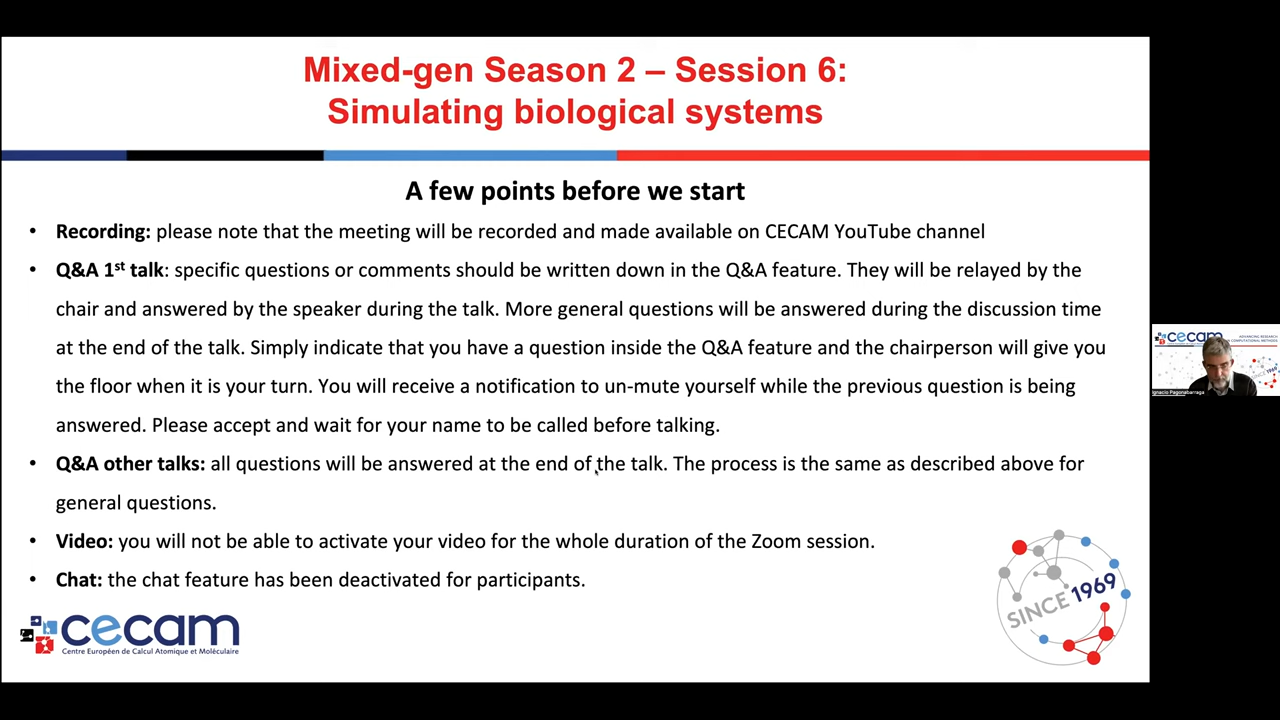 Mixed-gen Season 2 – Session 6:
Simulating biological systems
A few points before we start
• Recording: please note that the meeting will be recorded and made available on CECAM YouTube channel
• Q&A 1st talk: specific questions or comments should be written down in the Q&A feature. They will be relayed by the
chair and answered by the speaker during the talk. More general questions will be answered during the discussion time
at the end of the talk. Simply indicate that you have a question inside the Q&A feature and the chairperson will give you
the floor when it is your turn. You will receive a notification to un-mute yourself while the previous question is being
answered. Please accept and wait for your name to be called before talking.
• Q&A other talks: all questions will be answered at the end of the talk. The process is the same as described above for
general questions.
• Video: you will not be able to activate your video for the whole duration of the Zoom session.
• Chat: the chat feature has been deactivated for participants.
cecam
Centre Européen de Calcul Atomique et Moléculaire
SINCE 1969
cecam
ADVANCING RESEARCH
COMPUTATIONAL METHODS
1969
Ignacio Pagonabarraga